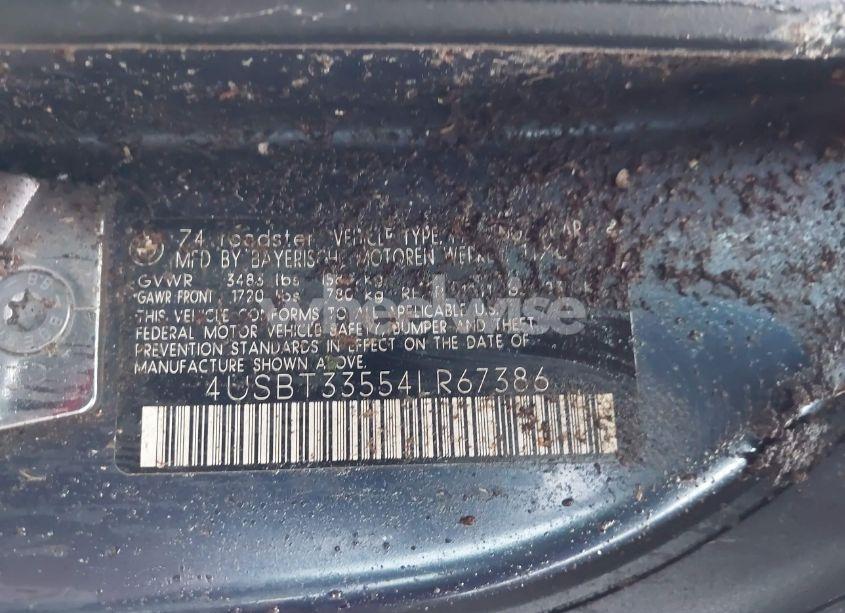 Z4 roadster VEHICLE TYPE:
MFD BY BAYERISCHE MOTOREN
GVWR 3483 lbs kg
GAWR FRONT 1720 lbs 780 kg
THIS VEHICLE CONFORMS TO ALL APPLICABLE U.S.
FEDERAL MOTOR VEHICLE SAFETY, BUMPER AND THEFT
PREVENTION STANDARDS IN EFFECT ON THE DATE OF
MANUFACTURE SHOWN ABOVE.
4USBT33554LR67386
wheelwise